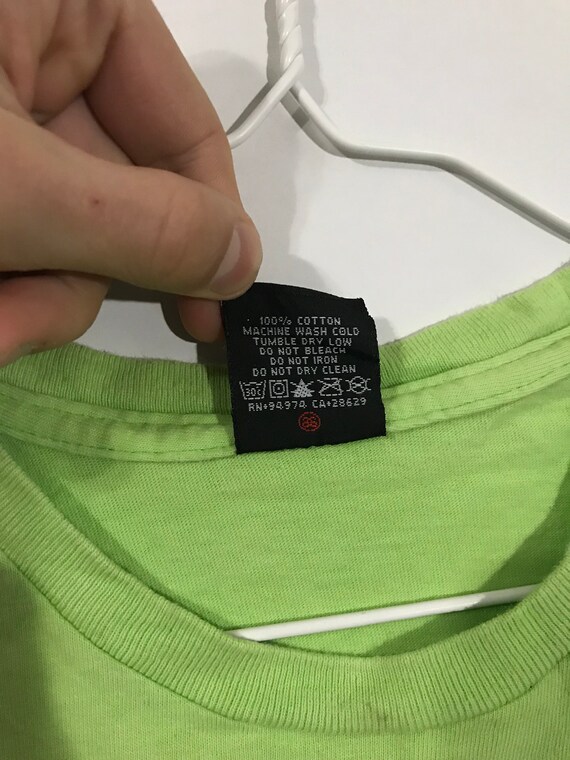 100% COTTON
MACHINE WASH COLD
TUMBLE DRY LOW
DO NOT BLEACH
DO NOT IRON
DO NOT DRY CLEAN
30c
RN#94974 CA#28629